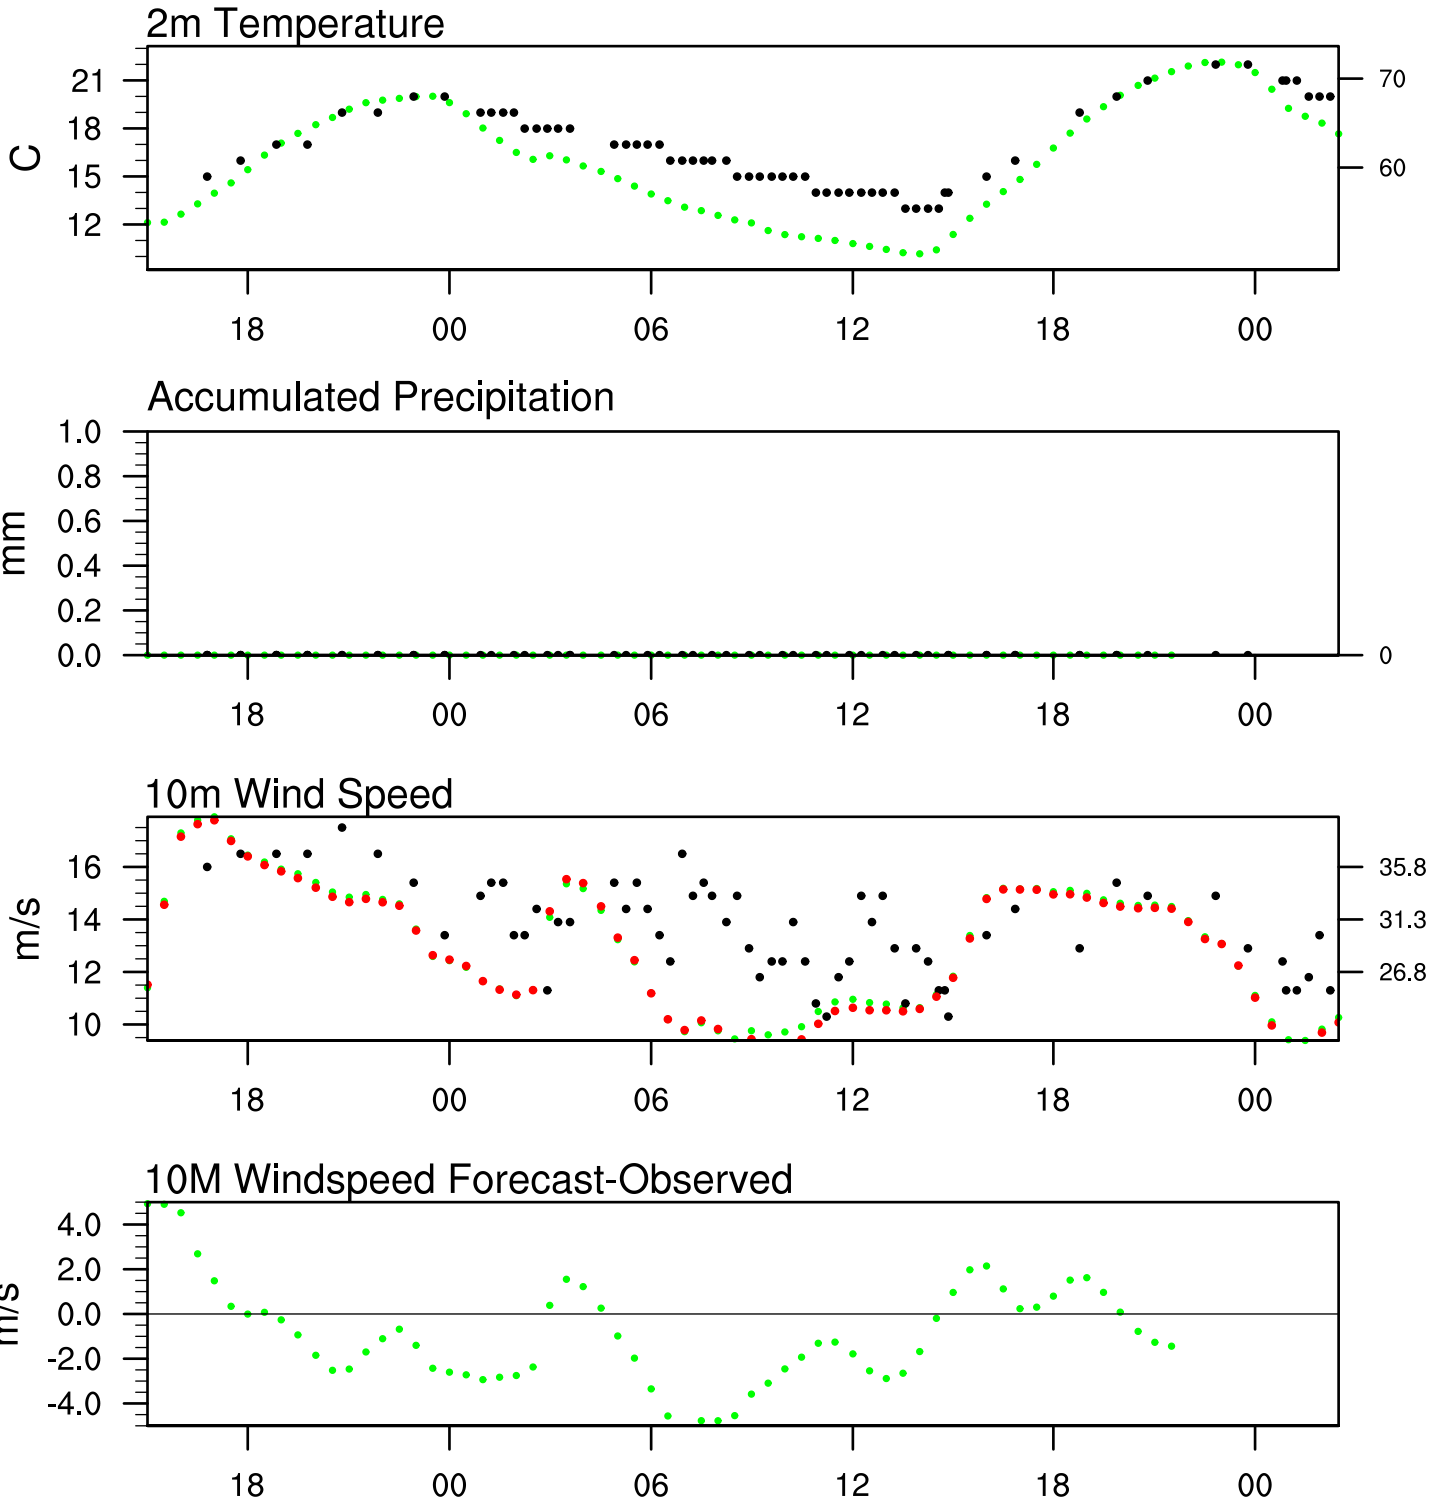 2m Temperature
21
18
15
12
C
70
60
18 00 06 12 18 00
Accumulated Precipitation
1.0
0.8
0.6
0.4
0.2
0.0
mm
0
18 00 06 12 18 00
10m Wind Speed
16
14
12
10
m/s
35.8
31.3
26.8
18 00 06 12 18 00
10M Windspeed Forecast-Observed
4.0
2.0
0.0
-2.0
-4.0
m/s
18 00 06 12 18 00